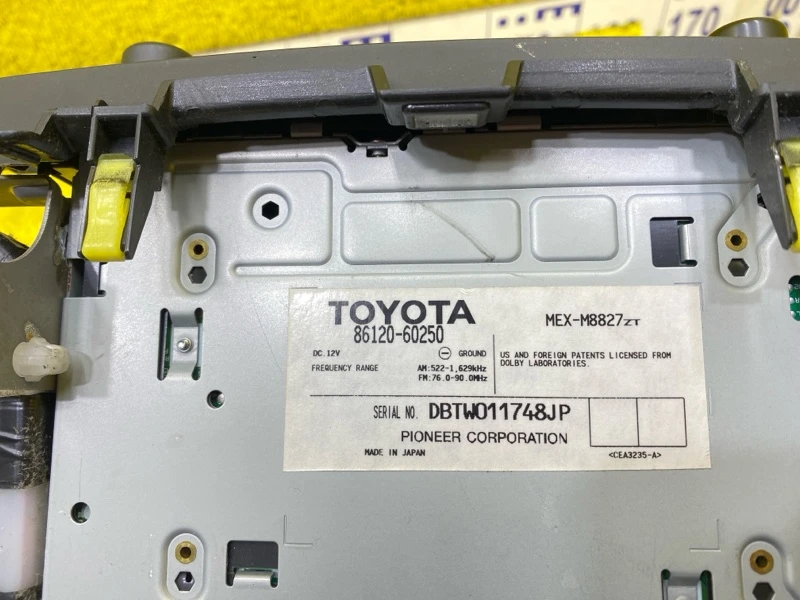 170
TOYOTA
86120-60250
MEX-M8827ZT
DC.12V
⊖ GROUND
FREQUENCY RANGE AM:522-1,629kHz
FM:76.0-90.0MHz
US AND FOREIGN PATENTS LICENSED FROM
DOLBY LABORATORIES.
SERIAL NO. DBTW011748JP
PIONEER CORPORATION
MADE IN JAPAN
<CEA3235-A>